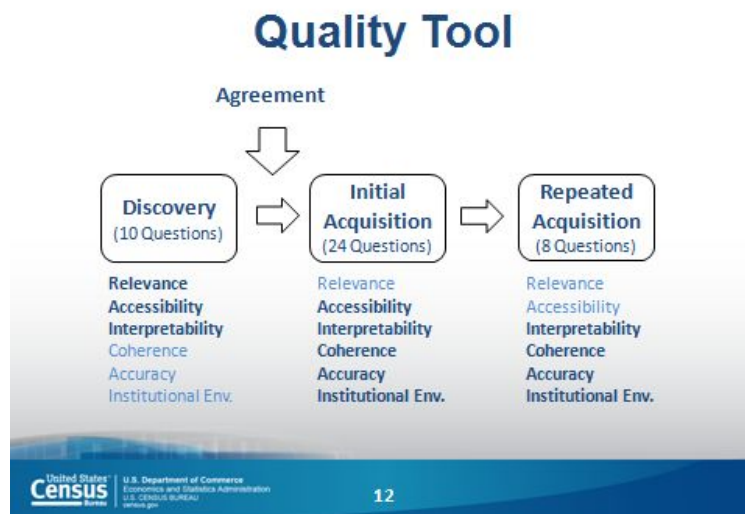 Quality Tool
Agreement
Discovery
(10 Questions)
Initial
Acquisition
(24 Questions)
Repeated
Acquisition
(8 Questions)
Relevance
Accessibility
Interpretability
Coherence
Accuracy
Institutional Env.
Relevance
Accessibility
Interpretability
Coherence
Accuracy
Institutional Env.
Relevance
Accessibility
Interpretability
Coherence
Accuracy
Institutional Env.
United States
Census
Bureau
U.S. Department of Commerce
Economics and Statistics Administration
U.S. CENSUS BUREAU
census.gov
12